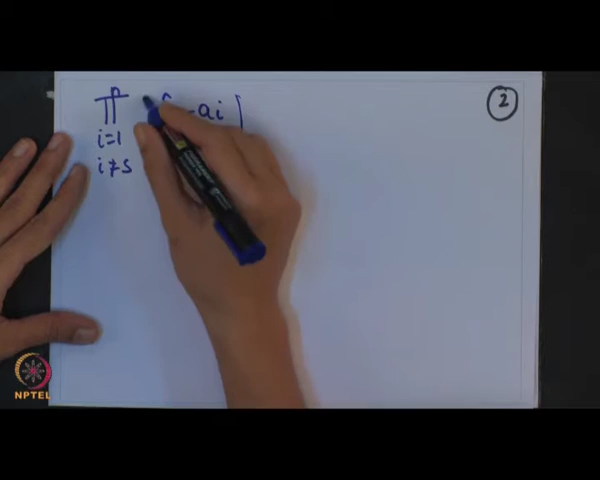 n
∏ - ai |
i=1
i≠s
2
NPTEL